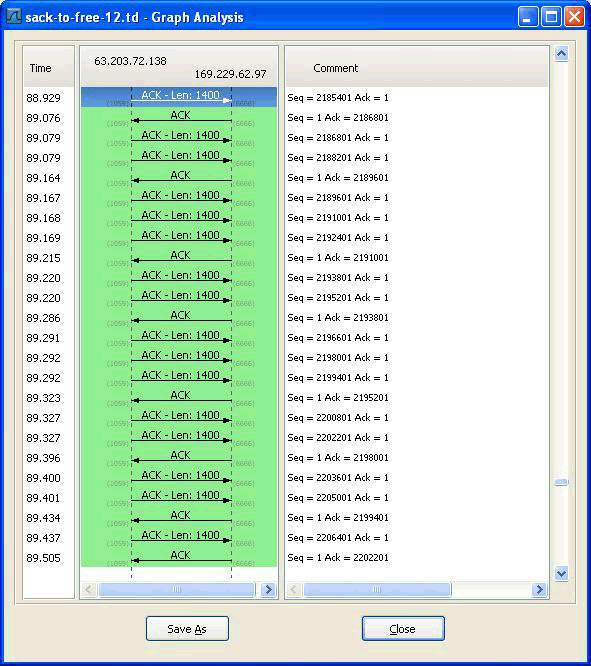 sack-to-free-12.td - Graph Analysis
Time 63.203.72.138 169.229.62.97 Comment
88.929 (1059) ACK - Len: 1400 (6666) Seq = 2185401 Ack = 1
89.076 (1059) ACK (6666) Seq = 1 Ack = 2186801
89.079 (1059) ACK - Len: 1400 (6666) Seq = 2186801 Ack = 1
89.079 (1059) ACK - Len: 1400 (6666) Seq = 2188201 Ack = 1
89.164 (1059) ACK (6666) Seq = 1 Ack = 2189601
89.167 (1059) ACK - Len: 1400 (6666) Seq = 2189601 Ack = 1
89.168 (1059) ACK - Len: 1400 (6666) Seq = 2191001 Ack = 1
89.169 (1059) ACK - Len: 1400 (6666) Seq = 2192401 Ack = 1
89.215 (1059) ACK (6666) Seq = 1 Ack = 2191001
89.220 (1059) ACK - Len: 1400 (6666) Seq = 2193801 Ack = 1
89.220 (1059) ACK - Len: 1400 (6666) Seq = 2195201 Ack = 1
89.286 (1059) ACK (6666) Seq = 1 Ack = 2193801
89.291 (1059) ACK - Len: 1400 (6666) Seq = 2196601 Ack = 1
89.292 (1059) ACK - Len: 1400 (6666) Seq = 2198001 Ack = 1
89.292 (1059) ACK - Len: 1400 (6666) Seq = 2199401 Ack = 1
89.323 (1059) ACK (6666) Seq = 1 Ack = 2195201
89.327 (1059) ACK - Len: 1400 (6666) Seq = 2200801 Ack = 1
89.327 (1059) ACK - Len: 1400 (6666) Seq = 2202201 Ack = 1
89.396 (1059) ACK (6666) Seq = 1 Ack = 2198001
89.400 (1059) ACK - Len: 1400 (6666) Seq = 2203601 Ack = 1
89.401 (1059) ACK - Len: 1400 (6666) Seq = 2205001 Ack = 1
89.434 (1059) ACK (6666) Seq = 1 Ack = 2199401
89.437 (1059) ACK - Len: 1400 (6666) Seq = 2206401 Ack = 1
89.505 (1059) ACK (6666) Seq = 1 Ack = 2202201
Save As Close